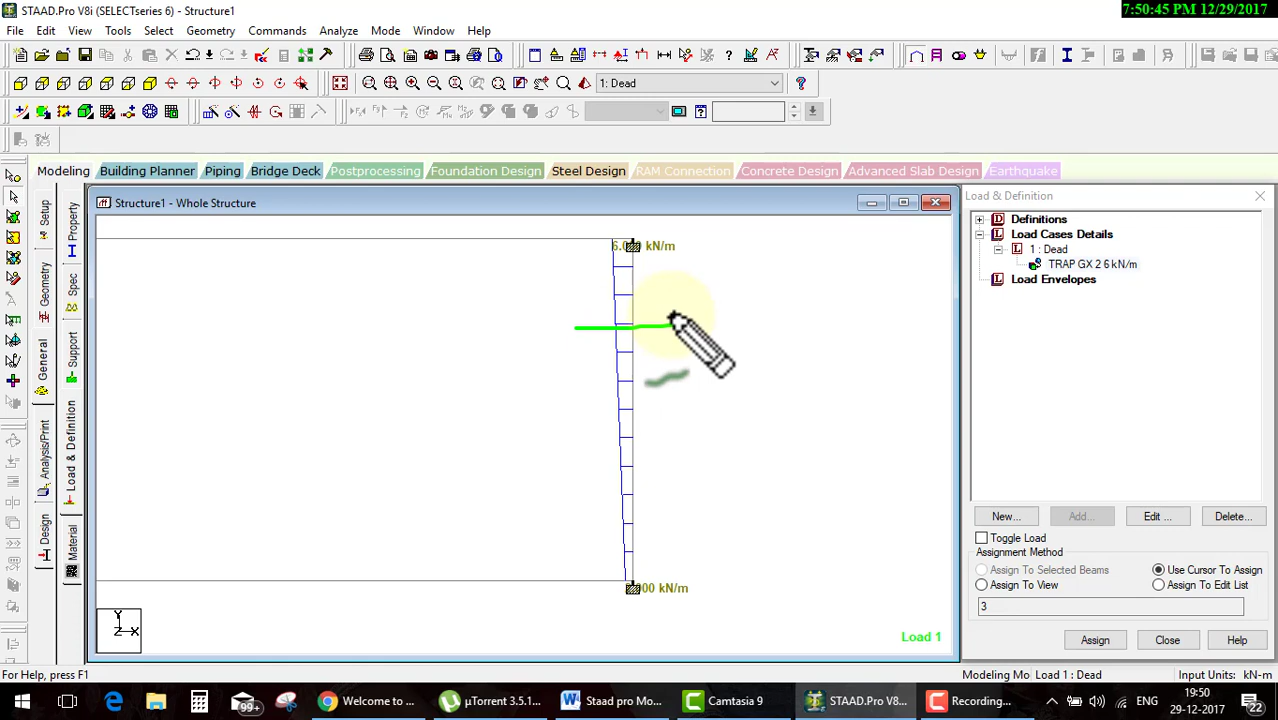 7:50:45 PM 12/29/2017
STAAD.Pro V8i (SELECTseries 6) - Structure1
File Edit View Tools Select Geometry Commands Analyze Mode Window Help
1: Dead
Modeling Building Planner Piping Bridge Deck Postprocessing Foundation Design Steel Design RAM Connection Concrete Design Advanced Slab Design Earthquake
Structure1 - Whole Structure
Setup
Geometry
General
Analysis/Print
Design
Property
Spec
Support
Load & Definition
Material
kN/m
kN/m
Y
Z X
Load 1
Load & Definition
Definitions
Load Cases Details
1 : Dead
TRAP GX 2 6 kN/m
Load Envelopes
New... Add... Edit ... Delete...
Toggle Load
Assignment Method
Assign To Selected Beams Use Cursor To Assign
Assign To View Assign To Edit List
3
Assign Close Help
For Help, press F1
Modeling Mo Load 1 : Dead Input Units: kN-m
99+ Welcome to ... µTorrent 3.5.1... Staad pro Mo... Camtasia 9 STAAD.Pro V8... Recording...
ENG
19:50
29-12-2017
22